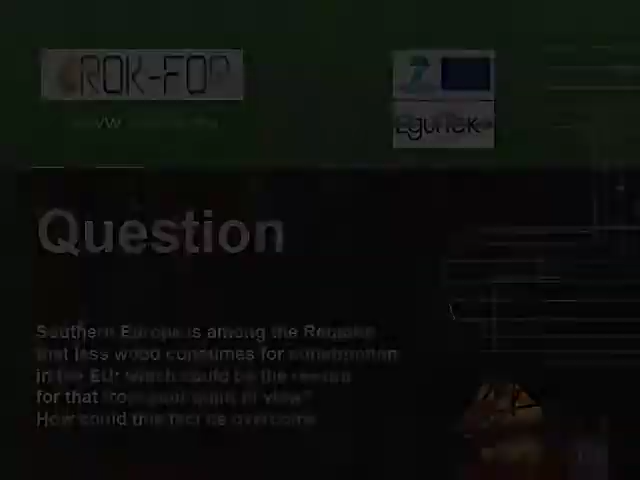 ROK-FOR
Egurtek
Question
Southern Europe is among the Regions
that less wood consumes for construction
in the EU: which could be the reason
for that from your point of view?
How could this fact be overcome